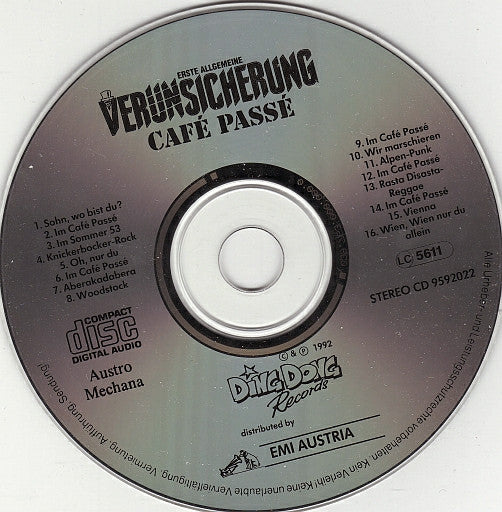 ERSTE ALLGEMEINE
VERUNSICHERUNG
CAFÉ PASSÉ
1. Sohn, wo bist du?
2. Im Café Passé
3. Im Sommer 53
4. Knickerbocker-Rock
5. Oh, nur du
6. Im Café Passé
7. Aberakadabera
8. Woodstock
9. Im Café Passé
10. Wir marschieren
11. Alpen-Punk
12. Im Café Passé
13. Rasta Disasta-
Reggae
14. Im Café Passé
15. Vienna
16. Wien, Wien nur du
allein
LC 5611
STEREO CD 9592022
COMPACT
disc
DIGITAL AUDIO
Austro
Mechana
© & ℗ 1992
DING DONG
Records
distributed by
EMI AUSTRIA
Alle Urheber- und Leistungsschutzrechte vorbehalten. Kein Verleih! Keine unerlaubte Vervielfältigung, Vermietung, Aufführung, Sendung!